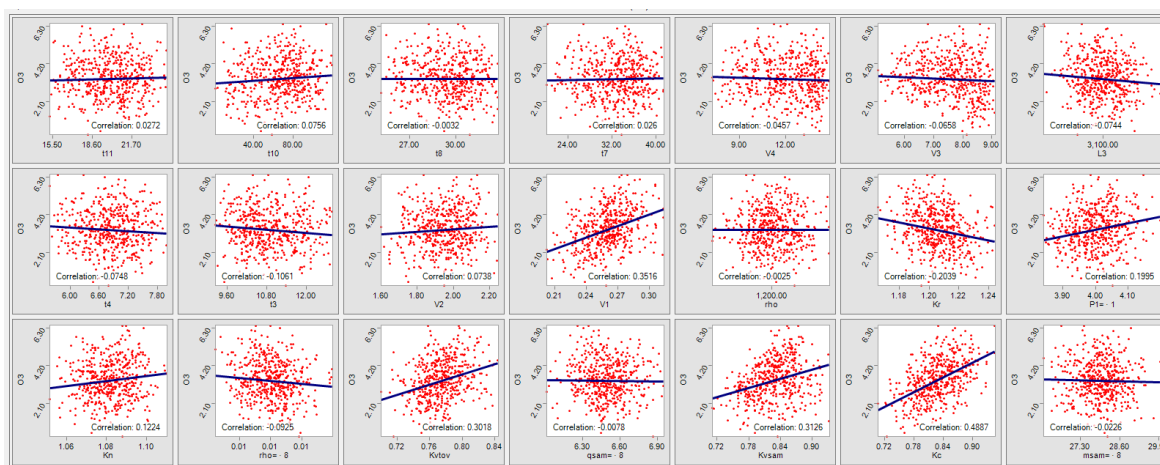 6.30
4.20
2.10
O3
Correlation: 0.0272
15.60 18.60 21.70
t11
6.30
4.20
2.10
O3
Correlation: 0.0756
40.00 80.00
t10
6.30
4.20
2.10
O3
Correlation: -0.0032
27.00 30.00
t8
6.30
4.20
2.10
O3
Correlation: 0.026
24.00 32.00 40.00
t7
6.30
4.20
2.10
O3
Correlation: -0.0457
9.00 12.00
V4
6.30
4.20
2.10
O3
Correlation: -0.0658
6.00 7.00 8.00 9.00
V3
6.30
4.20
2.10
O3
Correlation: -0.0744
3,100.00
L3
6.30
4.20
2.10
O3
Correlation: -0.0748
6.00 6.60 7.20 7.80
t4
6.30
4.20
2.10
O3
Correlation: -0.1061
9.60 10.80 12.00
t3
6.30
4.20
2.10
O3
Correlation: 0.0738
1.60 1.80 2.00 2.20
V2
6.30
4.20
2.10
O3
Correlation: 0.3516
0.21 0.24 0.27 0.30
V1
6.30
4.20
2.10
O3
Correlation: -0.0025
1,200.00
rho
6.30
4.20
2.10
O3
Correlation: -0.2039
1.18 1.20 1.22 1.24
Kr
6.30
4.20
2.10
O3
Correlation: 0.1995
3.90 4.00 4.10
P1= - 1
6.30
4.20
2.10
O3
Correlation: 0.1224
1.06 1.08 1.10
Kn
6.30
4.20
2.10
O3
Correlation: -0.0925
0.01 0.01 0.01
rho= - 8
6.30
4.20
2.10
O3
Correlation: 0.3018
0.72 0.76 0.80 0.84
Kvtov
6.30
4.20
2.10
O3
Correlation: -0.0078
6.30 6.60 6.90
qsam= - 8
6.30
4.20
2.10
O3
Correlation: 0.3126
0.72 0.78 0.84 0.90
Kvsam
6.30
4.20
2.10
O3
Correlation: 0.4887
0.72 0.78 0.84 0.90
Kc
6.30
4.20
2.10
O3
Correlation: -0.0226
27.30 28.60
msam= - 8